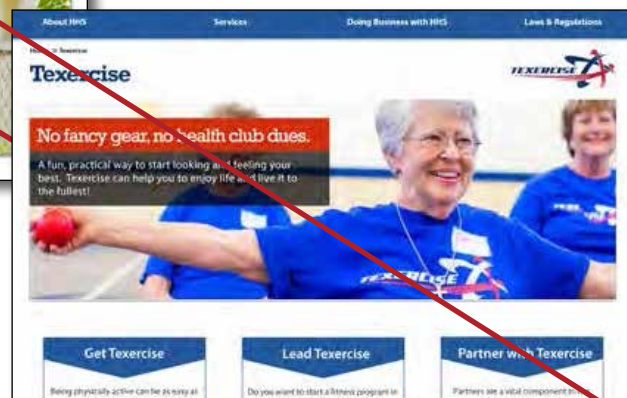 About HHS Services Doing Business with HHS Laws & Regulations
Home > Texercise
Texercise
TEXERCISE
No fancy gear, no health club dues.
A fun, practical way to start looking and feeling your
best. Texercise can help you to enjoy life and live it to
the fullest!
TEXERCISE
Get Texercise
Lead Texercise
Partner with Texercise
Being physically active can be as easy as
Do you want to start a fitness program in
Partners are a vital component to